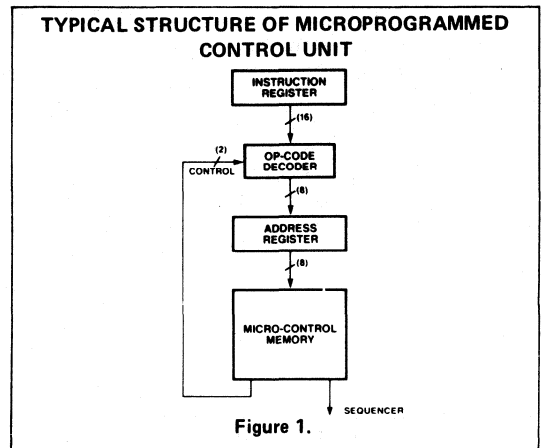 TYPICAL STRUCTURE OF MICROPROGRAMMED
CONTROL UNIT
INSTRUCTION
REGISTER
(16)
(2)
CONTROL
OP-CODE
DECODER
(8)
ADDRESS
REGISTER
(8)
MICRO-CONTROL
MEMORY
SEQUENCER
Figure 1.